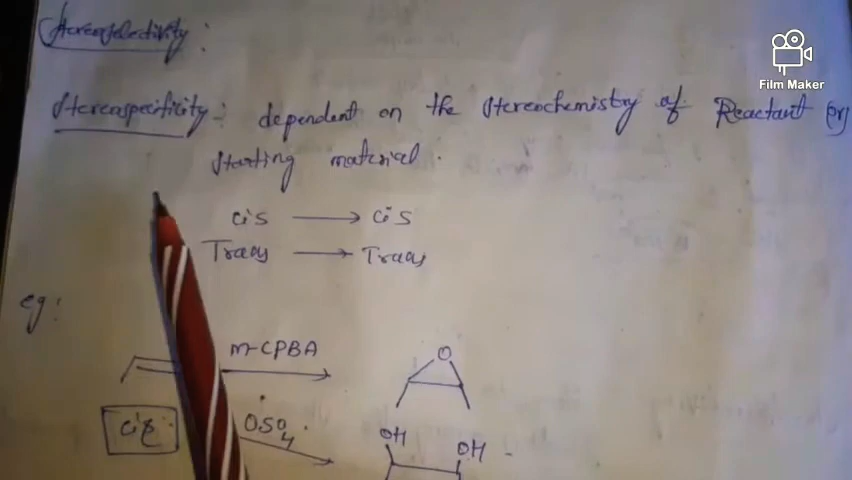 Stereoselectivity :
Film Maker
Stereospecificity : dependent on the stereochemistry of Reactant (or)
starting material.
cis → cis
Trans → Trans
eg :
m-CPBA
O
cis
OSO4
OH
OH